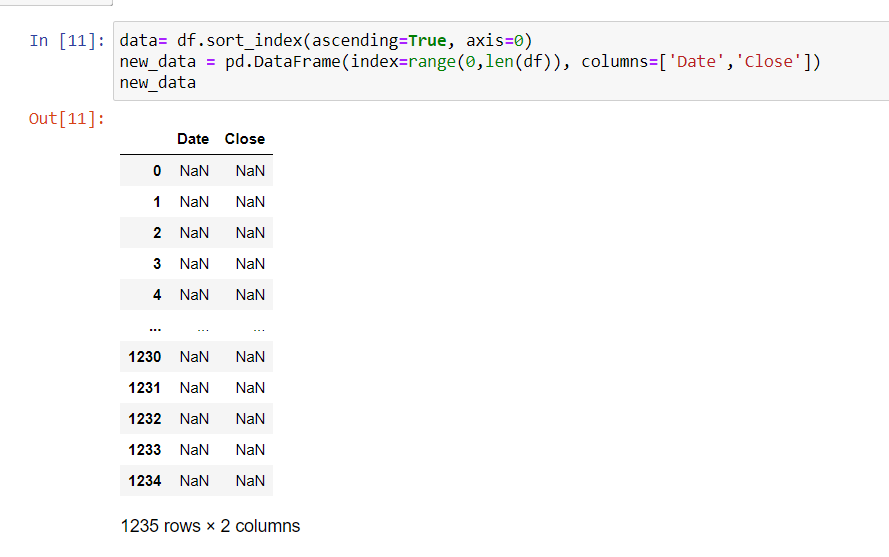 In [11]: data= df.sort_index(ascending=True, axis=0)
new_data = pd.DataFrame(index=range(0,len(df)), columns=['Date','Close'])
new_data
Out[11]:
Date Close
0 NaN NaN
1 NaN NaN
2 NaN NaN
3 NaN NaN
4 NaN NaN
... ... ...
1230 NaN NaN
1231 NaN NaN
1232 NaN NaN
1233 NaN NaN
1234 NaN NaN
1235 rows × 2 columns